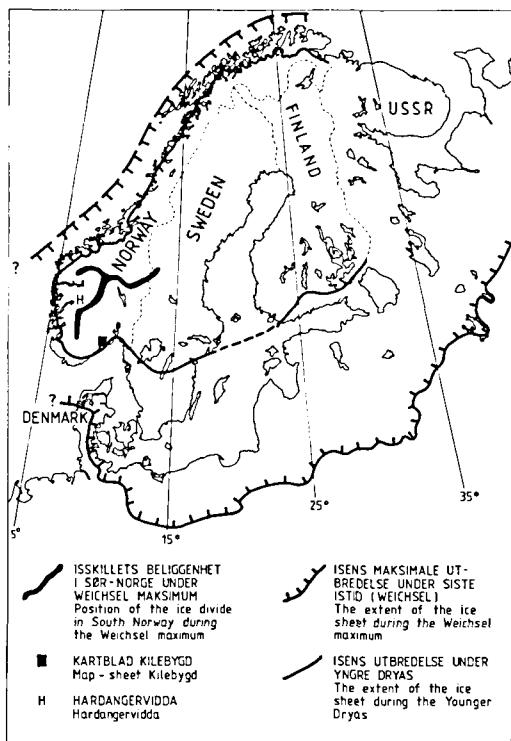 USSR
FINLAND
SWEDEN
NORWAY
?
H
?
DENMARK
5°
15°
25°
35°
ISSKILLETS BELIGGENHET
I SØR-NORGE UNDER
WEICHSEL MAKSIMUM
Position of the ice divide
in South Norway during
the Weichsel maximum
KARTBLAD KILEBYGD
Map-sheet Kilebygd
H HARDANGERVIDDA
Hardangervidda
ISENS MAKSIMALE UT-
BREDELSE UNDER SISTE
ISTID (WEICHSEL)
The extent of the ice
sheet during the Weichsel
maximum
ISENS UTBREDELSE UNDER
YNGRE DRYAS
The extent of the ice
sheet during the Younger
Dryas